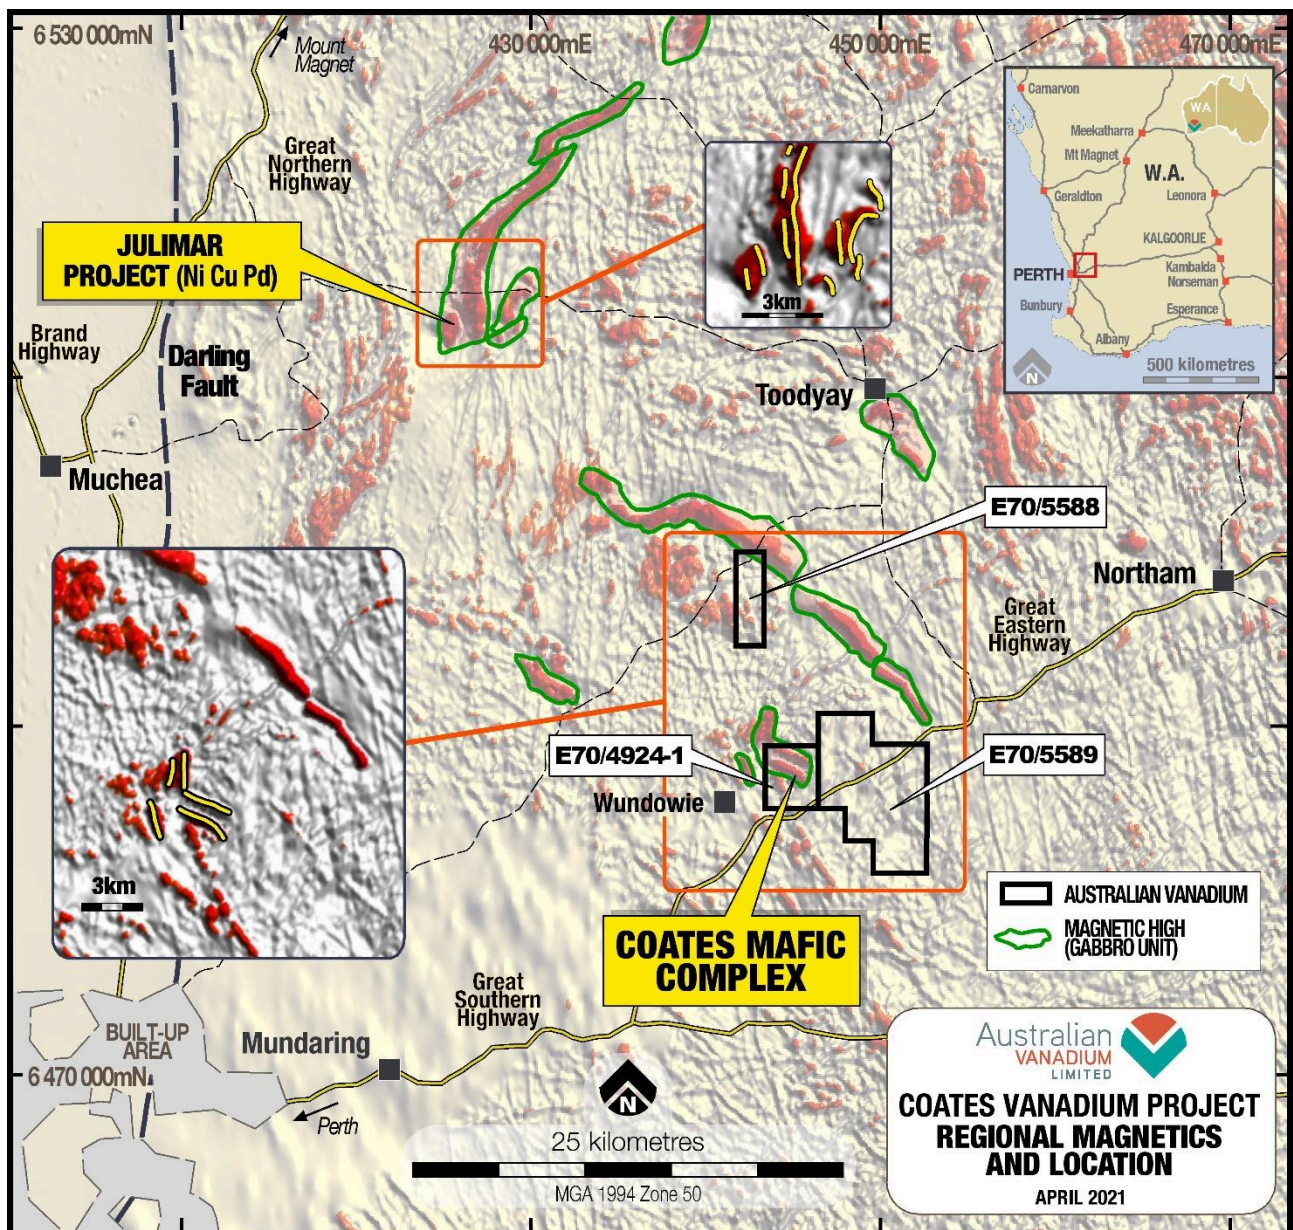 6 530 000mN
430 000mE
450 000mE
470 000mE
Mount
Magnet
Great
Northern
Highway
JULIMAR
PROJECT (Ni Cu Pd)
Brand
Highway
Darling
Fault
Muchea
3km
Carnarvon
WA
Meekatharra
Mt Magnet
W.A.
Geraldton
Leonora
KALGOORLIE
PERTH
Kambalda
Norseman
Bunbury
Esperance
Albany
N
500 kilometres
Toodyay
E70/5588
Northam
Great
Eastern
Highway
E70/4924-1
E70/5589
Wundowie
3km
COATES MAFIC
COMPLEX
AUSTRALIAN VANADIUM
MAGNETIC HIGH
(GABBRO UNIT)
Great
Southern
Highway
BUILT-UP
AREA
Mundaring
6 470 000mN
Perth
N
25 kilometres
MGA 1994 Zone 50
Australian
VANADIUM
LIMITED
COATES VANADIUM PROJECT
REGIONAL MAGNETICS
AND LOCATION
APRIL 2021